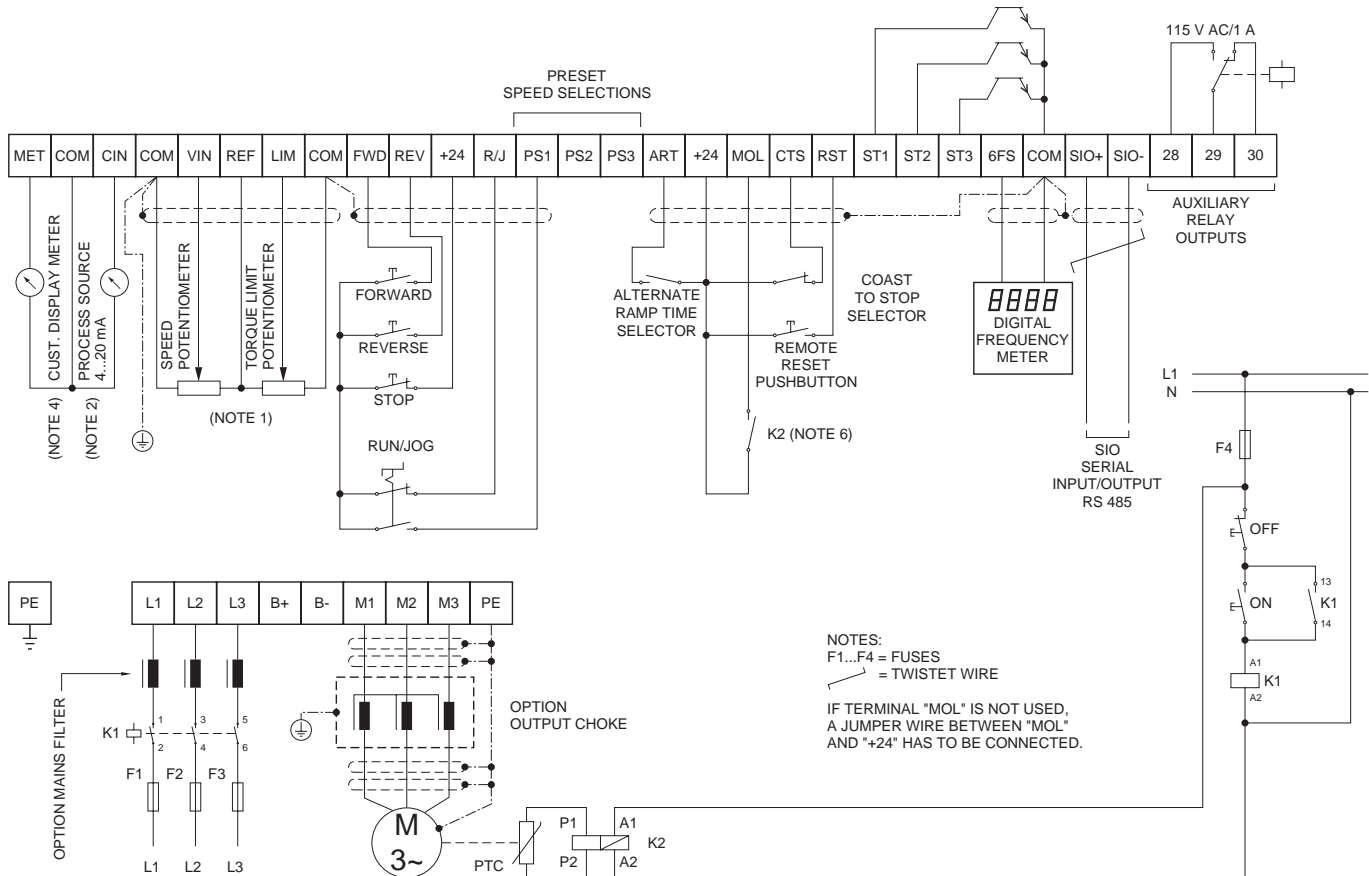 115 V AC/1 A
PRESET
SPEED SELECTIONS
MET COM CIN COM VIN REF LIM COM FWD REV +24 R/J PS1 PS2 PS3 ART +24 MOL CTS RST ST1 ST2 ST3 6FS COM SIO+ SIO- 28 29 30
AUXILIARY
RELAY
OUTPUTS
CUST. DISPLAY METER
(NOTE 4)
PROCESS SOURCE
4...20 mA
(NOTE 2)
SPEED
POTENTIOMETER
TORQUE LIMIT
POTENTIOMETER
(NOTE 1)
FORWARD
REVERSE
STOP
RUN/JOG
ALTERNATE
RAMP TIME
SELECTOR
COAST
TO STOP
SELECTOR
REMOTE
RESET
PUSHBUTTON
K2 (NOTE 6)
8888
DIGITAL
FREQUENCY
METER
SIO
SERIAL
INPUT/OUTPUT
RS 485
L1
N
F4
OFF
ON
13
K1
14
A1
K1
A2
PE
L1 L2 L3 B+ B- M1 M2 M3 PE
OPTION MAINS FILTER
K1
1 3 5
2 4 6
F1 F2 F3
L1 L2 L3
OPTION
OUTPUT CHOKE
M
3~
PTC
P1 A1
K2
P2 A2
NOTES:
F1...F4 = FUSES
= TWISTET WIRE
IF TERMINAL "MOL" IS NOT USED,
A JUMPER WIRE BETWEEN "MOL"
AND "+24" HAS TO BE CONNECTED.